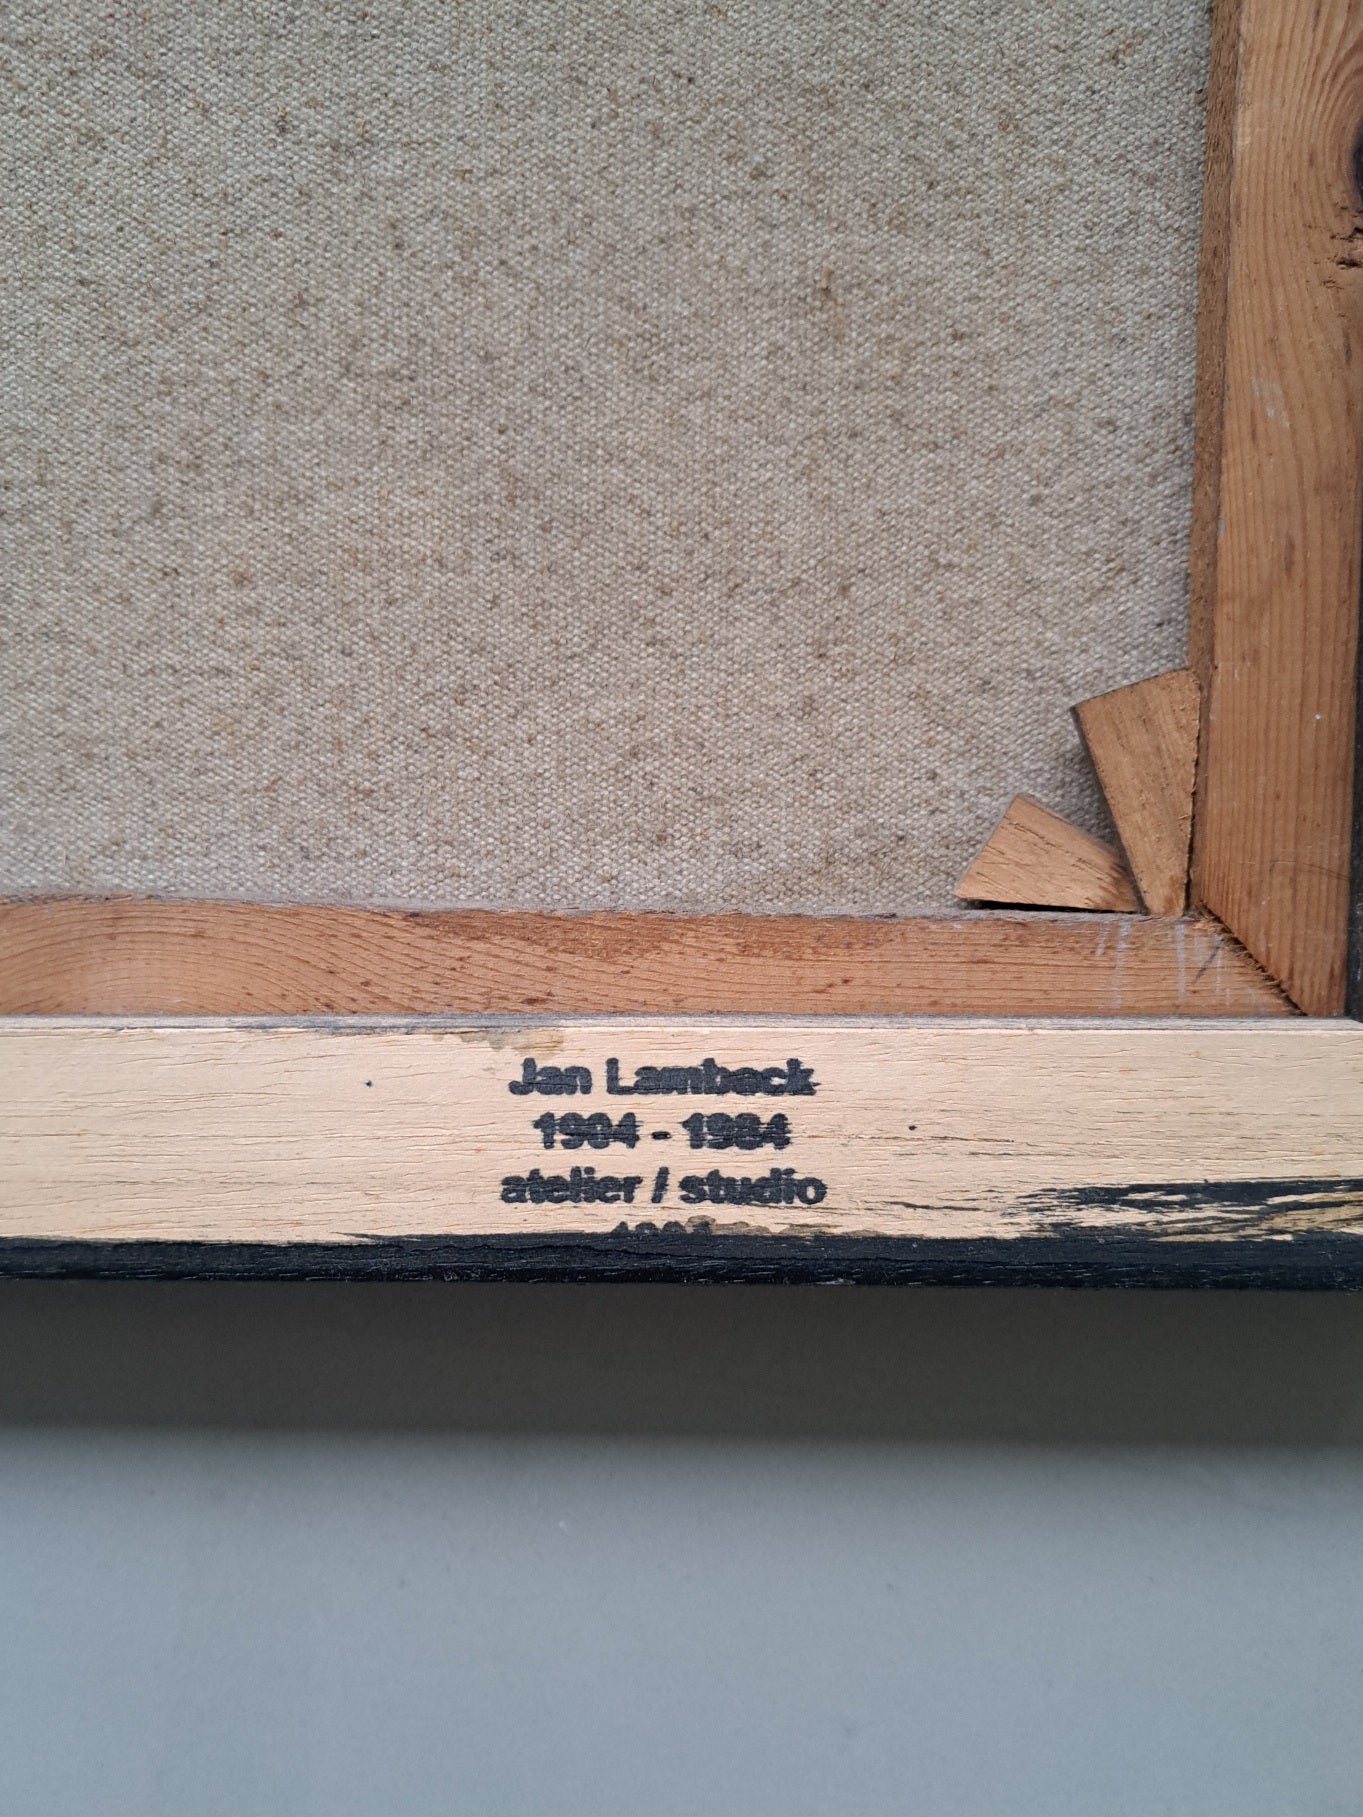 Jan Lambeck
1904 - 1984
atelier / studio